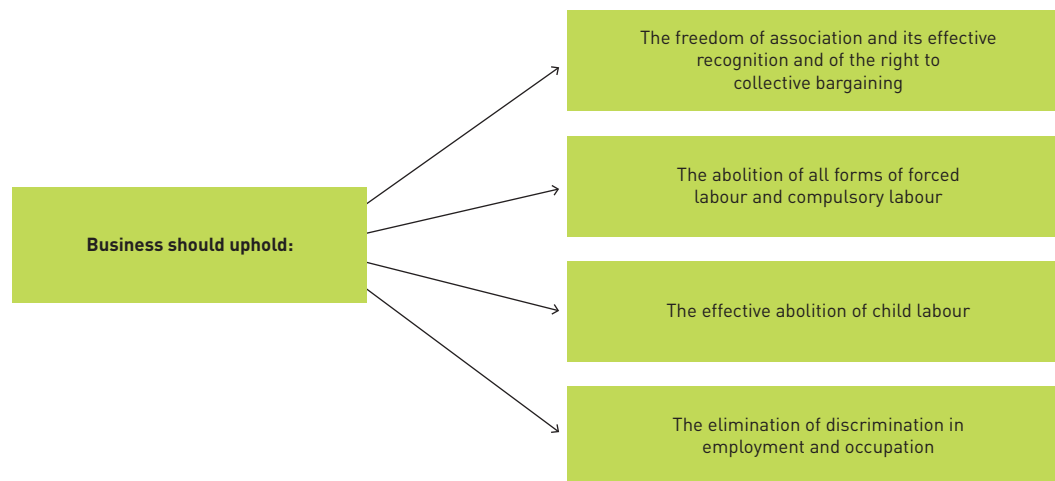 The freedom of association and its effective
recognition and of the right to
collective bargaining
The abolition of all forms of forced
labour and compulsory labour
Business should uphold:
The effective abolition of child labour
The elimination of discrimination in
employment and occupation